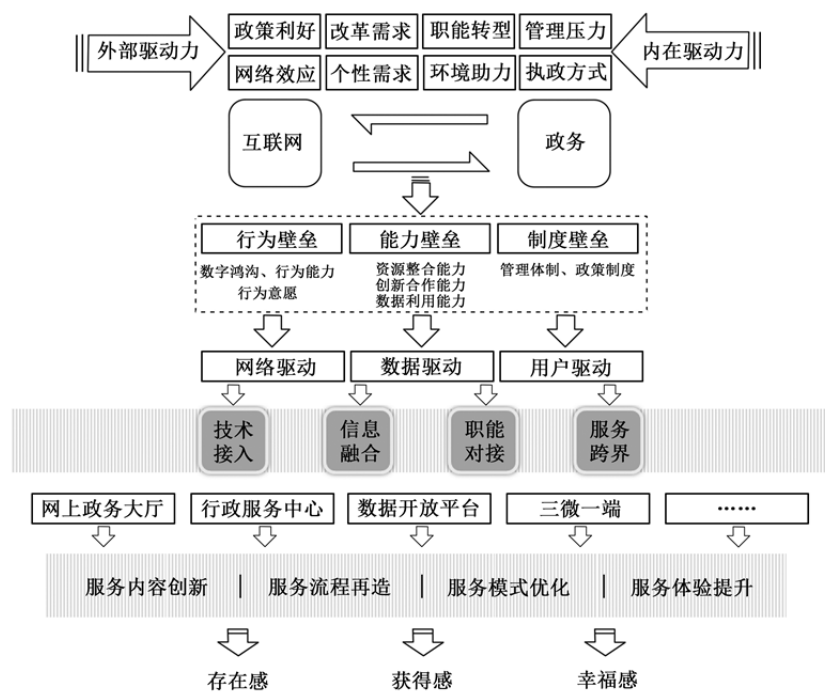 外部驱动力
政策利好 改革需求 职能转型 管理压力
网络效应 个性需求 环境助力 执政方式
内在驱动力
互联网
政务
行为壁垒 能力壁垒 制度壁垒
数字鸿沟、行为能力
行为意愿
资源整合能力
创新合作能力
数据利用能力
管理体制、政策制度
网络驱动 数据驱动 用户驱动
技术
接入
信息
融合
职能
对接
服务
跨界
网上政务大厅 行政服务中心 数据开放平台 三微一端 ……
服务内容创新 | 服务流程再造 | 服务模式优化 | 服务体验提升
存在感 获得感 幸福感